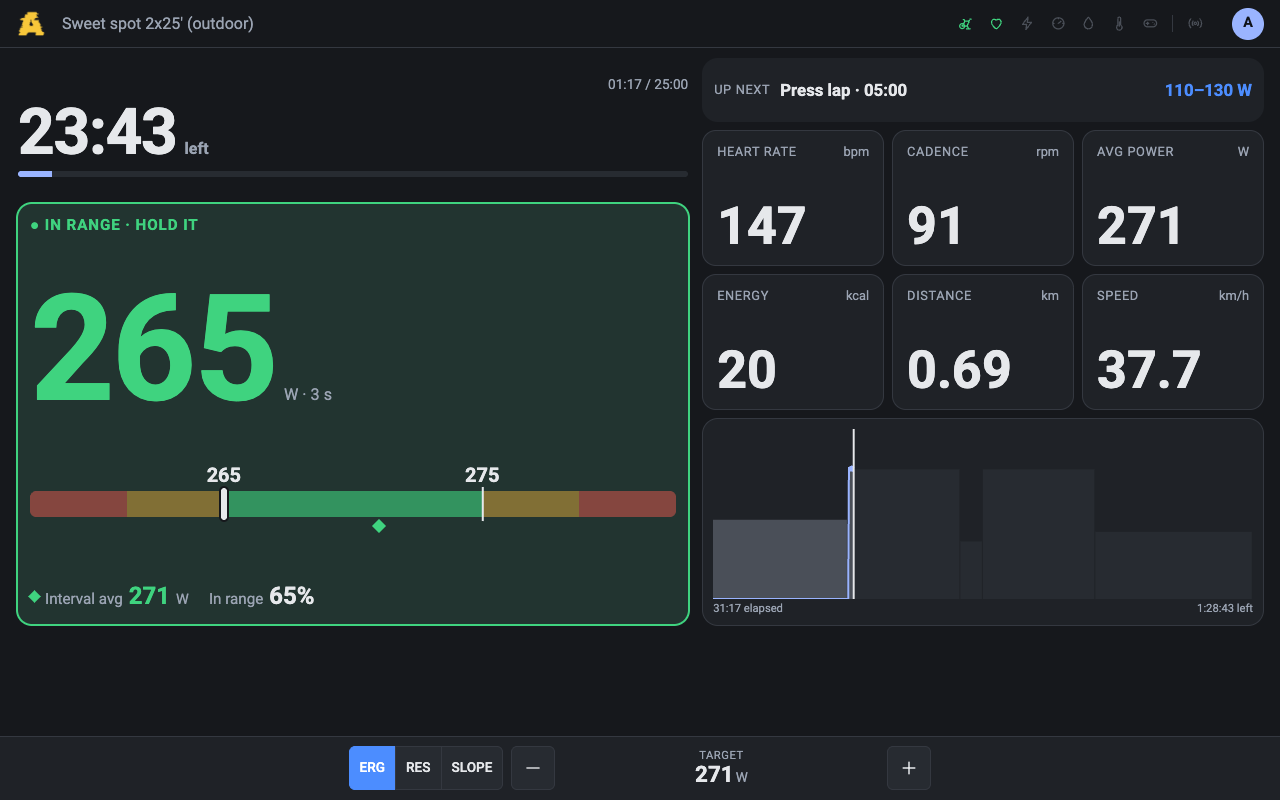 Sweet spot 2x25' (outdoor)
A
01:17 / 25:00
23:43 left
IN RANGE · HOLD IT
265 W · 3 s
265 275
Interval avg 271 W In range 65%
UP NEXT Press lap · 05:00 110–130 W
HEART RATE bpm
147
CADENCE rpm
91
AVG POWER W
271
ENERGY kcal
20
DISTANCE km
0.69
SPEED km/h
37.7
31:17 elapsed 1:28:43 left
ERG RES SLOPE − TARGET +
271 W